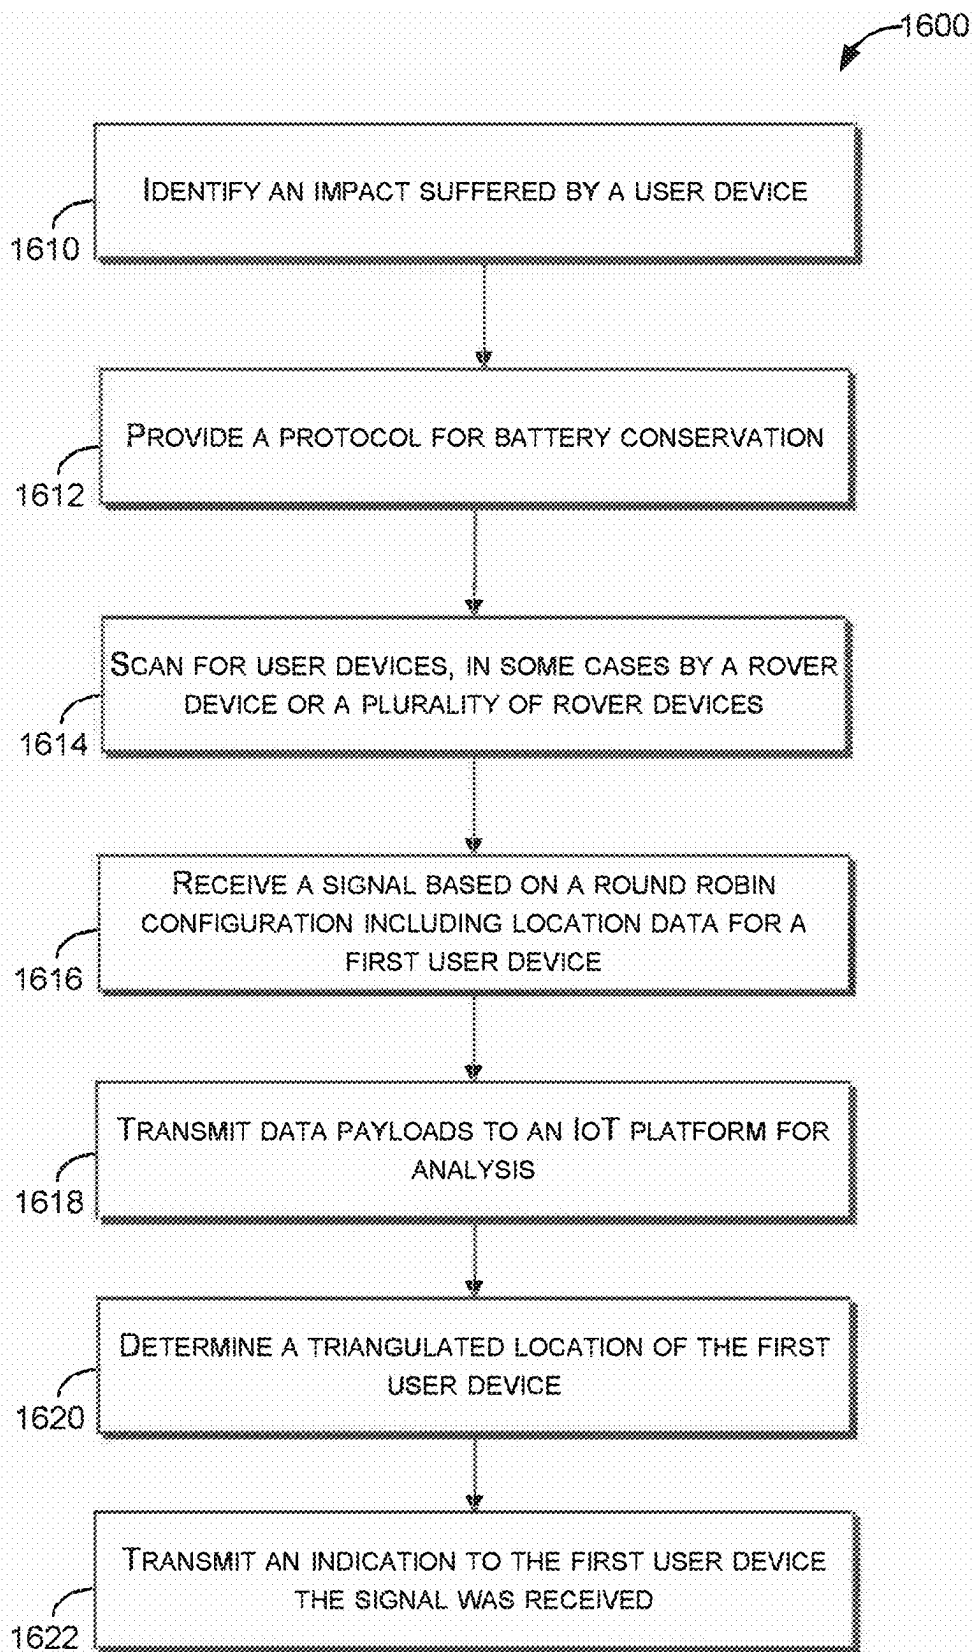 1600
IDENTIFY AN IMPACT SUFFERED BY A USER DEVICE
1610
PROVIDE A PROTOCOL FOR BATTERY CONSERVATION
1612
SCAN FOR USER DEVICES, IN SOME CASES BY A ROVER
DEVICE OR A PLURALITY OF ROVER DEVICES
1614
RECEIVE A SIGNAL BASED ON A ROUND ROBIN
CONFIGURATION INCLUDING LOCATION DATA FOR A
FIRST USER DEVICE
1616
TRANSMIT DATA PAYLOADS TO AN IOT PLATFORM FOR
ANALYSIS
1618
DETERMINE A TRIANGULATED LOCATION OF THE FIRST
USER DEVICE
1620
TRANSMIT AN INDICATION TO THE FIRST USER DEVICE
THE SIGNAL WAS RECEIVED
1622